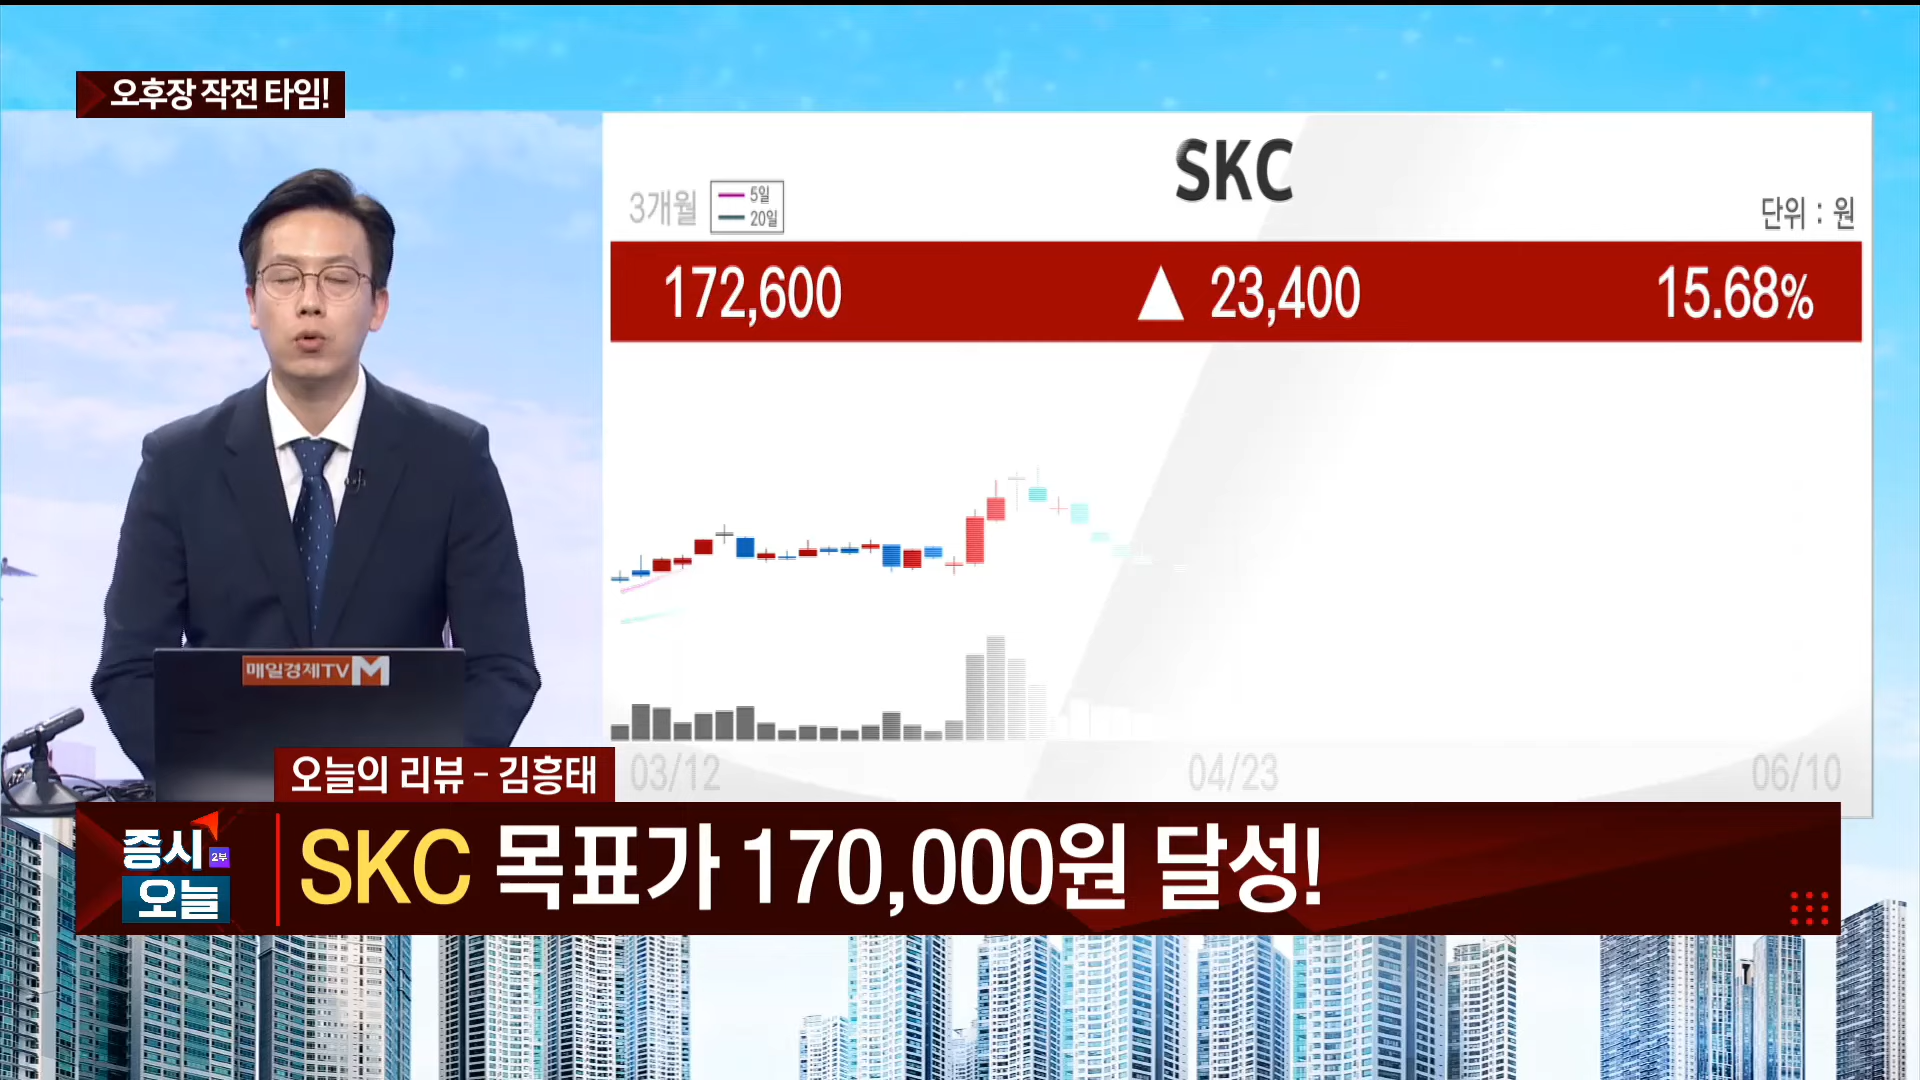 오후장 작전 타임!
SKC
3개월
5일
20일
단위 : 원
172,600 ▲ 23,400 15.68%
매일경제TV M
03/12 04/23 06/10
오늘의 리뷰 - 김흥태
증시 2부
오늘
SKC 목표가 170,000원 달성!